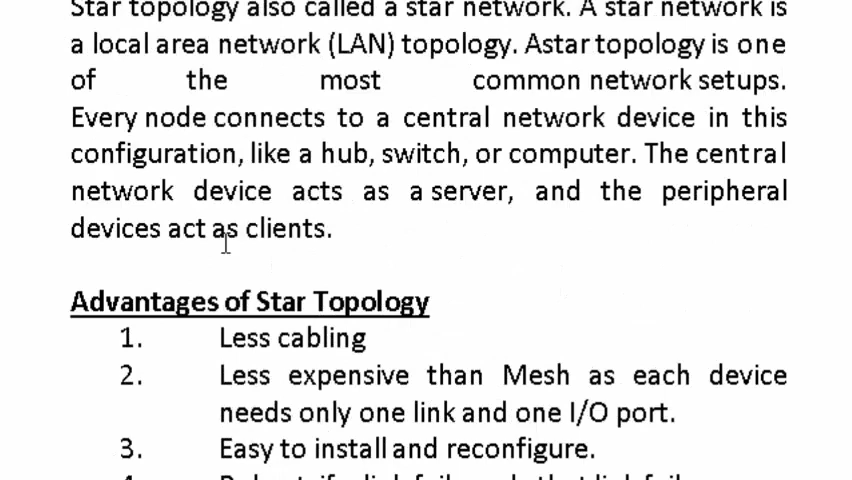 Star topology also called a star network. A star network is
a local area network (LAN) topology. Astar topology is one
of the most common network setups.
Every node connects to a central network device in this
configuration, like a hub, switch, or computer. The central
network device acts as a server, and the peripheral
devices act as clients.
Advantages of Star Topology
1. Less cabling
2. Less expensive than Mesh as each device
needs only one link and one I/O port.
3. Easy to install and reconfigure.